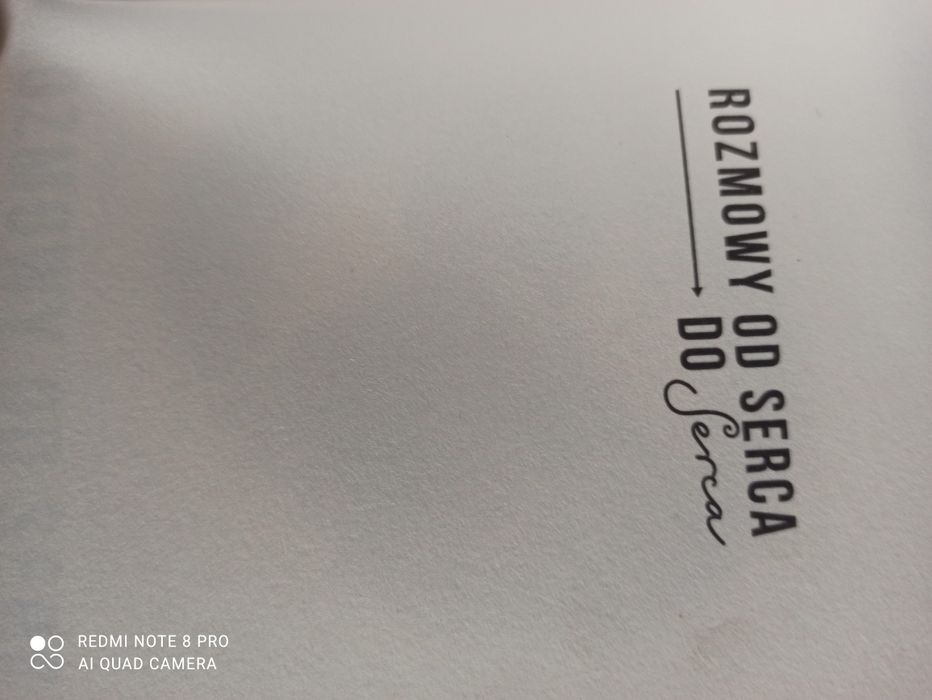 ROZMOWY OD SERCA
DO Serca
REDMI NOTE 8 PRO
AI QUAD CAMERA